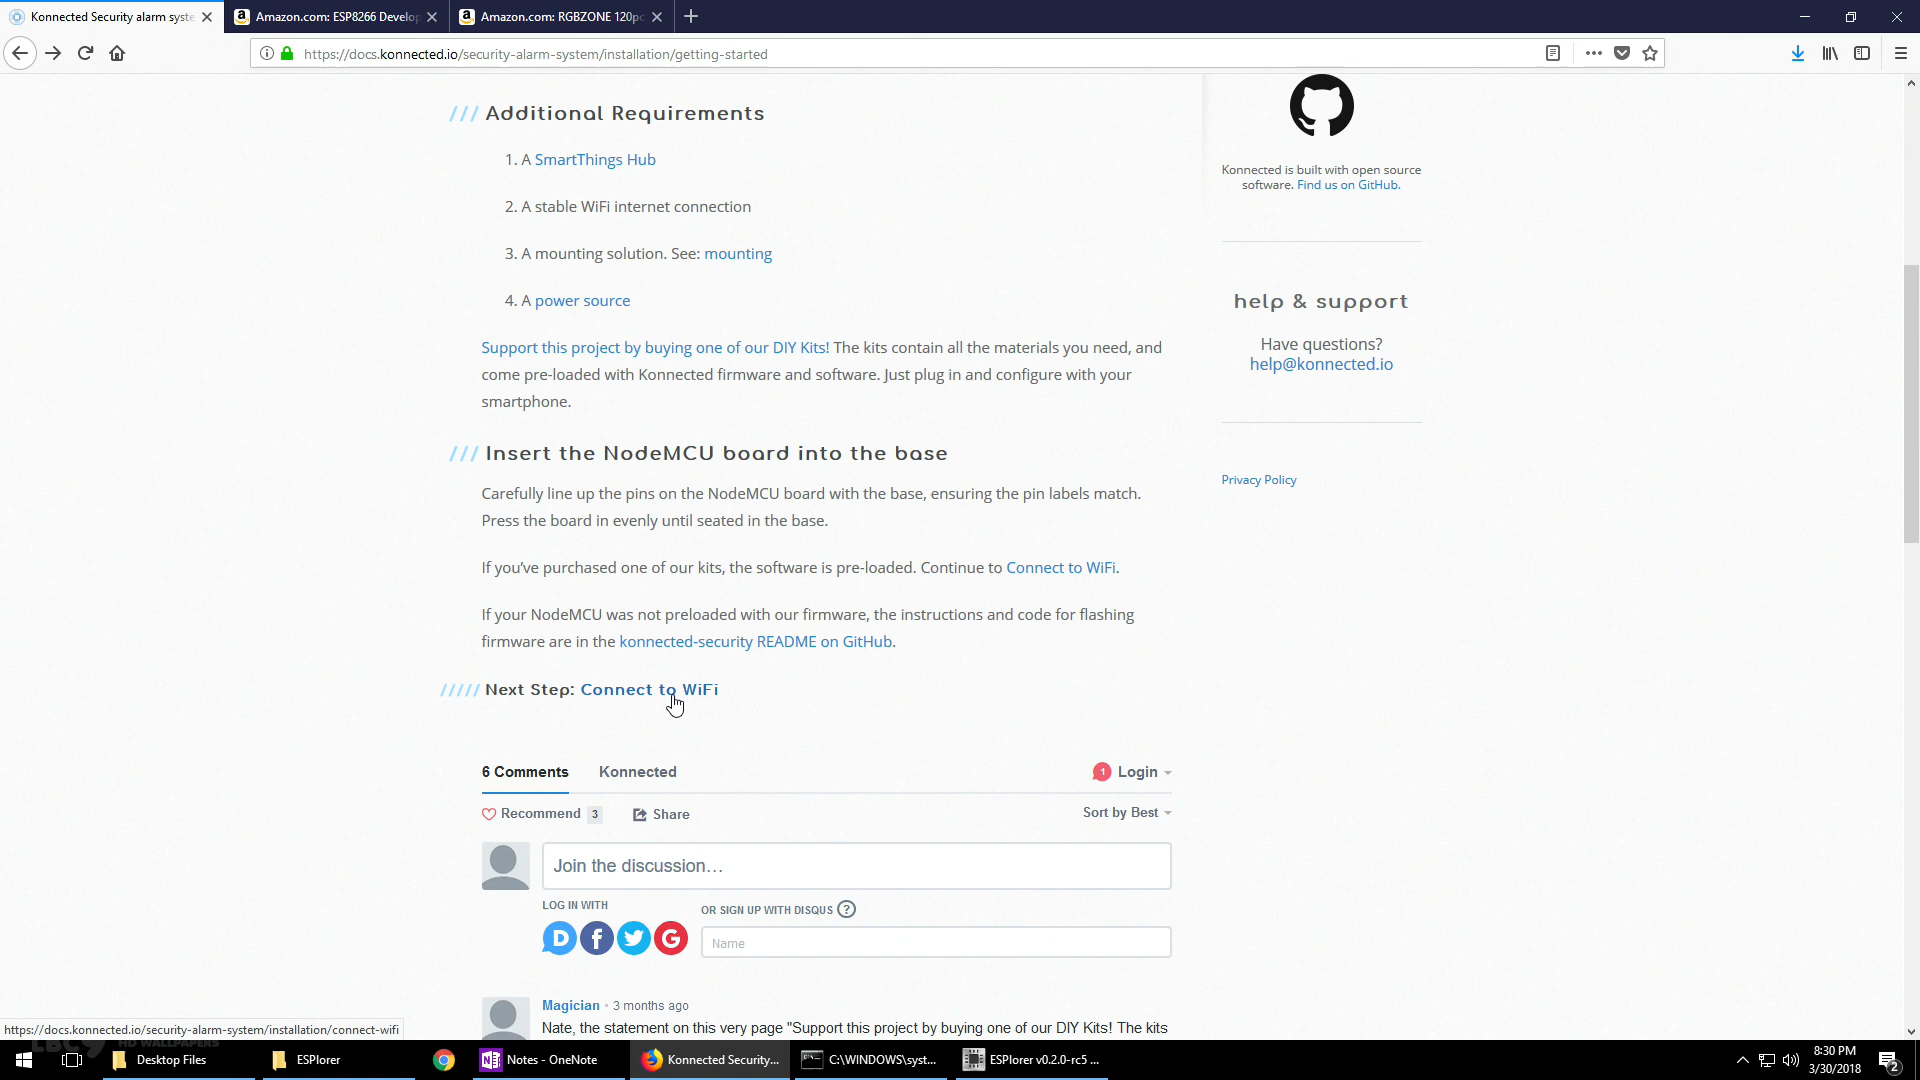 Konnected Security alarm syste
Amazon.com: ESP8266 Develop
Amazon.com: RGBZONE 120pc
https://docs.konnected.io/security-alarm-system/installation/getting-started
/// Additional Requirements
1. A SmartThings Hub
2. A stable WiFi internet connection
3. A mounting solution. See: mounting
4. A power source
Support this project by buying one of our DIY Kits! The kits contain all the materials you need, and
come pre-loaded with Konnected firmware and software. Just plug in and configure with your
smartphone.
/// Insert the NodeMCU board into the base
Carefully line up the pins on the NodeMCU board with the base, ensuring the pin labels match.
Press the board in evenly until seated in the base.
If you've purchased one of our kits, the software is pre-loaded. Continue to Connect to WiFi.
If your NodeMCU was not preloaded with our firmware, the instructions and code for flashing
firmware are in the konnected-security README on GitHub.
///// Next Step: Connect to WiFi
6 Comments
Konnected
1
Login
Recommend 3
Share
Sort by Best
Join the discussion…
LOG IN WITH
OR SIGN UP WITH DISQUS ?
D f G
Name
Magician · 3 months ago
Nate, the statement on this very page "Support this project by buying one of our DIY Kits! The kits
Konnected is built with open source
software. Find us on GitHub.
help & support
Have questions?
help@konnected.io
Privacy Policy
https://docs.konnected.io/security-alarm-system/installation/connect-wifi
HD WALLPAPERS
Desktop Files
ESPlorer
N
Notes - OneNote
Konnected Security...
C:\WINDOWS\syst...
ESPlorer v0.2.0-rc5 ...
8:30 PM
3/30/2018
2